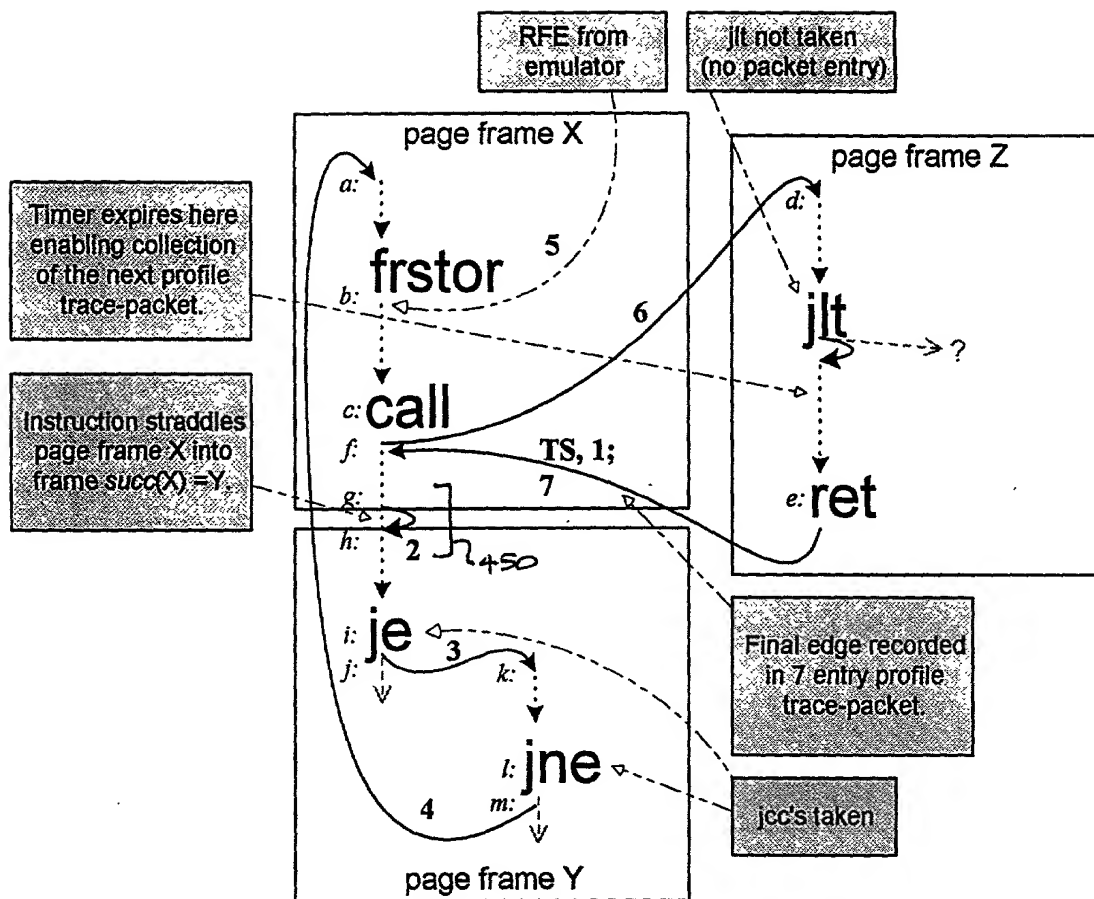 RFE from
emulator
jlt not taken
(no packet entry)
page frame X
page frame Z
a:
d:
Timer expires here
enabling collection
of the next profile
trace-packet.
5
frstor
b:
6
jlt
?
Instruction straddles
page frame X into
frame succ(X) =Y.
c: call
f:
TS, 1;
7
g:
e: ret
h:
2
450
i: je
j:
3
k:
Final edge recorded
in 7 entry profile
trace-packet.
l: jne
m:
4
jcc's taken
page frame Y